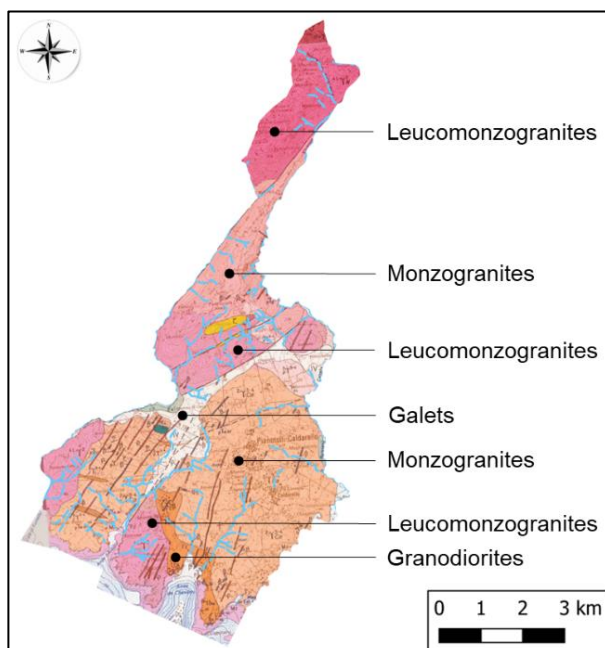 N
W E
S
Leucomonzogranites
Monzogranites
Leucomonzogranites
Galets
Monzogranites
Leucomonzogranites
Granodiorites
0 1 2 3 km